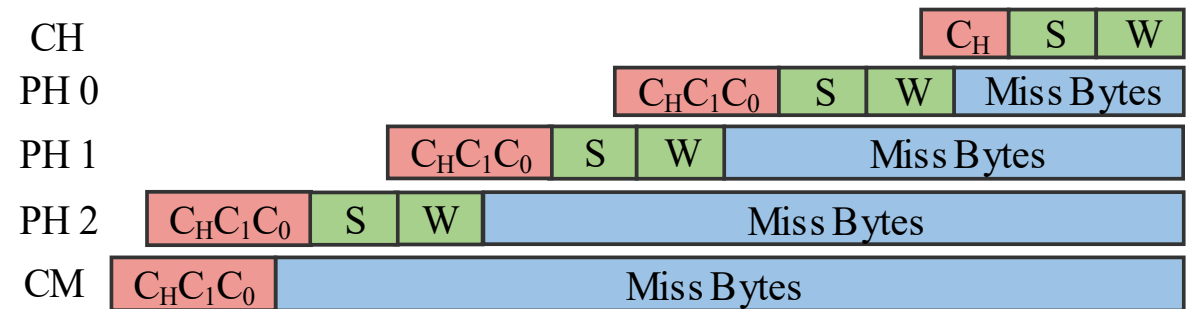 CH C_H S W
PH 0 C_HC_1C_0 S W Miss Bytes
PH 1 C_HC_1C_0 S W Miss Bytes
PH 2 C_HC_1C_0 S W Miss Bytes
CM C_HC_1C_0 Miss Bytes